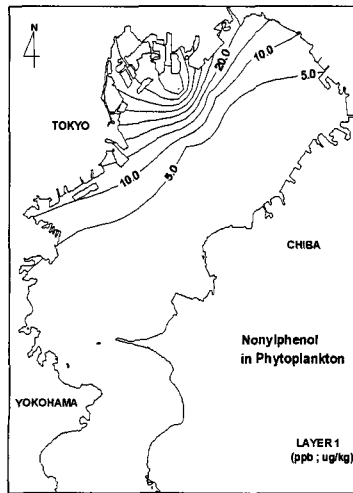 N
20.0
10.0
5.0
TOKYO
10.0
5.0
CHIBA
Nonylphenol
in Phytoplankton
YOKOHAMA
LAYER 1
(ppb ; ug/kg)